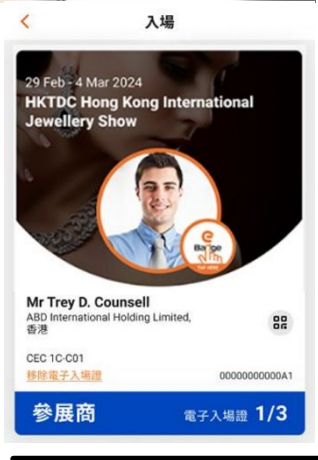 入場
29 Feb - 4 Mar 2024
HKTDC Hong Kong International
Jewellery Show
e
Badge
TAP HERE
Mr Trey D. Counsell
ABD International Holding Limited,
香港
CEC 1C-C01
移除電子入場證
00000000000A1
參展商
電子入場證 1/3